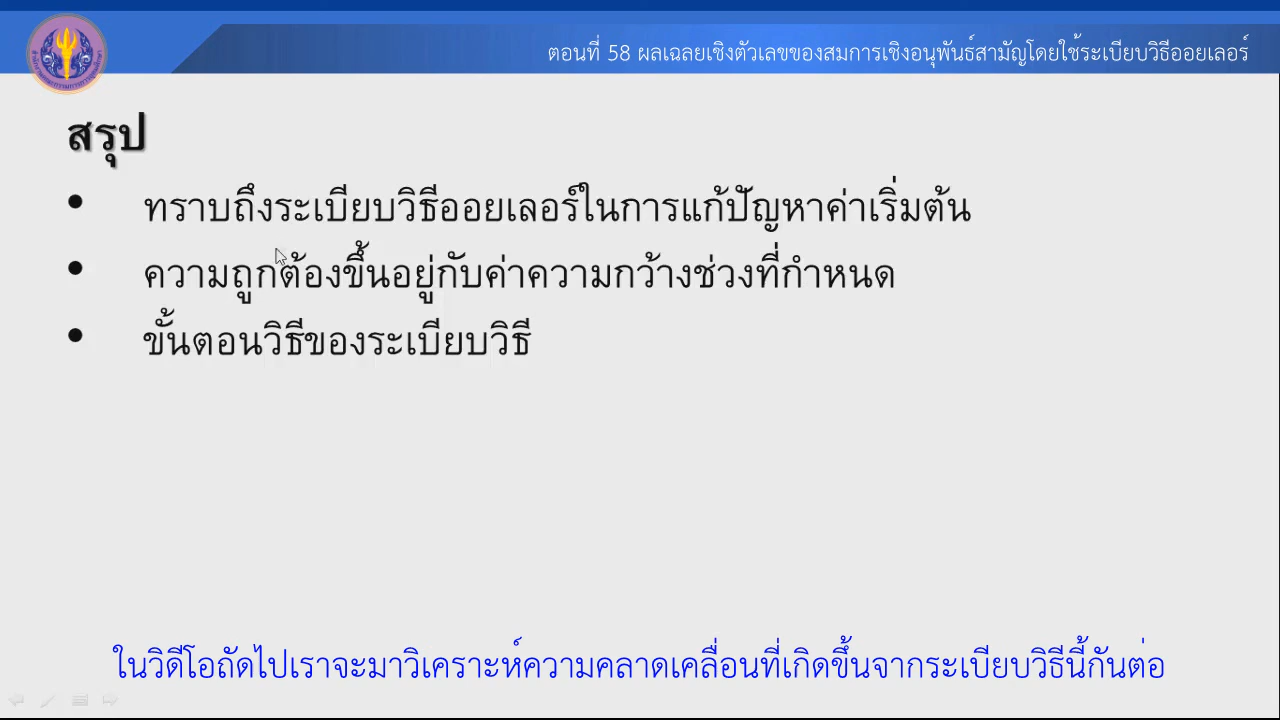 ตอนที่ 58 ผลเฉลยเชิงตัวเลขของสมการเชิงอนุพันธ์สามัญโดยใช้ระเบียบวิธีออยเลอร์
สรุป
• ทราบถึงระเบียบวิธีออยเลอร์ในการแก้ปัญหาค่าเริ่มต้น
• ความถูกต้องขึ้นอยู่กับค่าความกว้างช่วงที่กำหนด
• ขั้นตอนวิธีของระเบียบวิธี
ในวิดีโอถัดไปเราจะมาวิเคราะห์ความคลาดเคลื่อนที่เกิดขึ้นจากระเบียบวิธีนี้กันต่อ